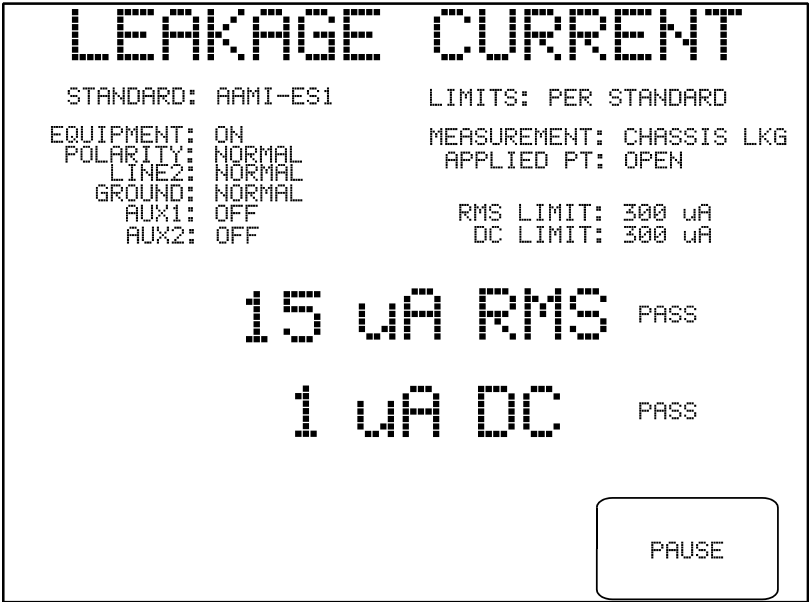 LEAKAGE CURRENT
STANDARD: AAMI-ES1
LIMITS: PER STANDARD
EQUIPMENT: ON
POLARITY: NORMAL
LINE2: NORMAL
GROUND: NORMAL
AUX1: OFF
AUX2: OFF
MEASUREMENT: CHASSIS LKG
APPLIED PT: OPEN
RMS LIMIT: 300 uA
DC LIMIT: 300 uA
15 uA RMS PASS
1 uA DC PASS
PAUSE